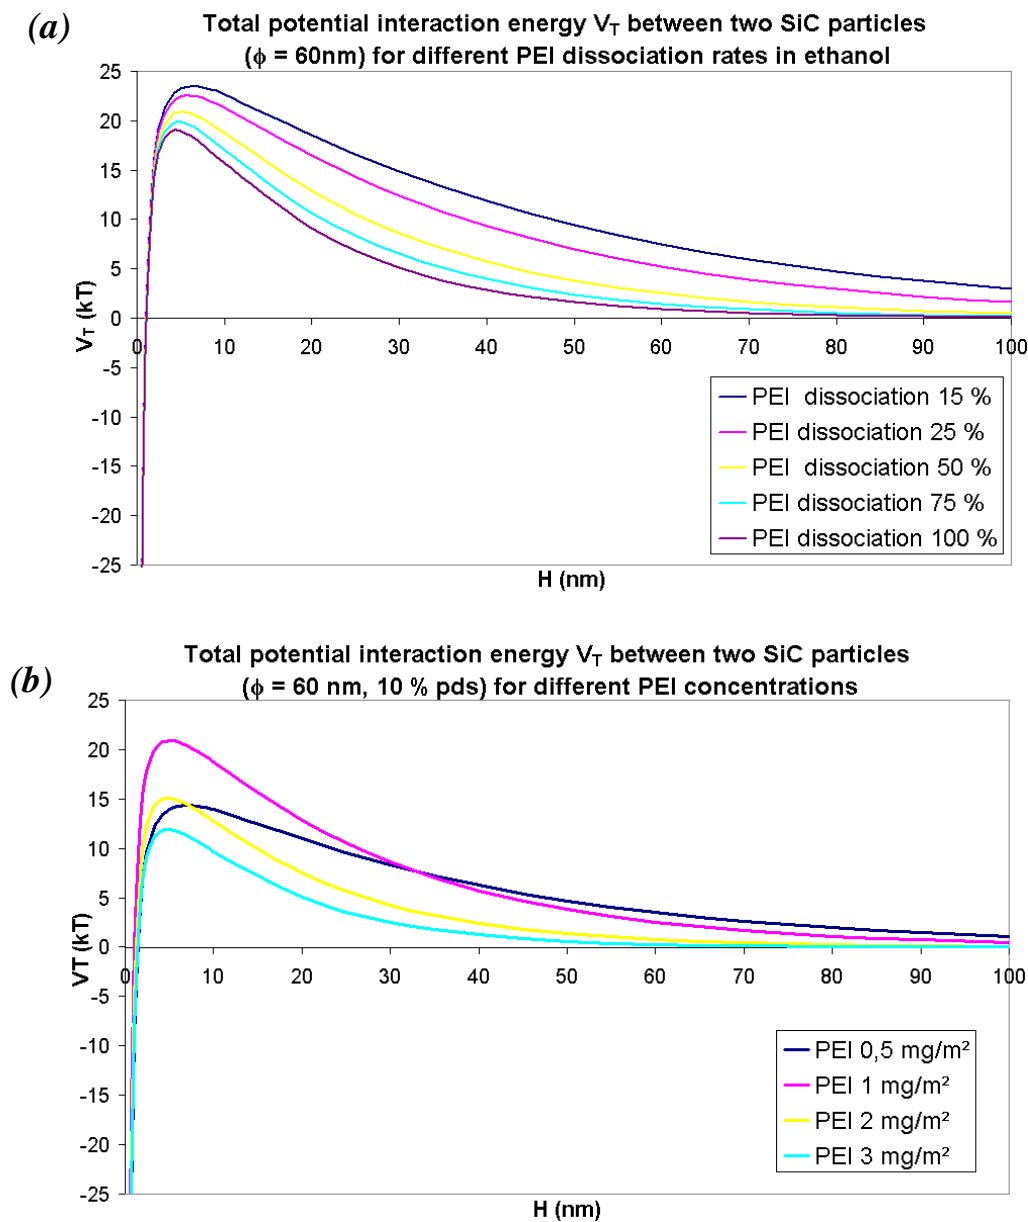 (a)
Total potential interaction energy V_T between two SiC particles
(ϕ = 60nm) for different PEI dissociation rates in ethanol
25
20
15
10
5
0
-5
-10
-15
-20
-25
V_T (kT)
0 10 20 30 40 50 60 70 80 90 100
PEI dissociation 15 %
PEI dissociation 25 %
PEI dissociation 50 %
PEI dissociation 75 %
PEI dissociation 100 %
H (nm)
(b)
Total potential interaction energy V_T between two SiC particles
(ϕ = 60 nm, 10 % pds) for different PEI concentrations
25
20
15
10
5
0
-5
-10
-15
-20
-25
VT (kT)
0 10 20 30 40 50 60 70 80 90 100
PEI 0,5 mg/m²
PEI 1 mg/m²
PEI 2 mg/m²
PEI 3 mg/m²
H (nm)